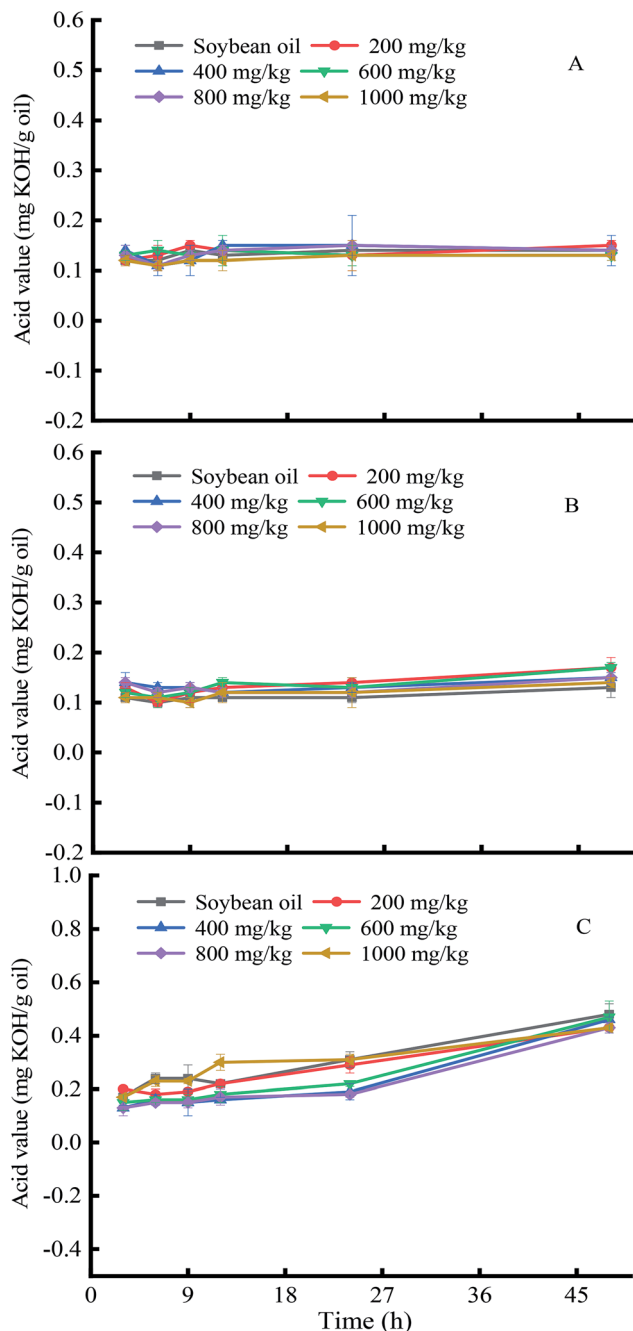 0.6
0.5
0.4
0.3
0.2
0.1
0.0
-0.1
-0.2
Acid value (mg KOH/g oil)
Soybean oil 200 mg/kg
400 mg/kg 600 mg/kg
800 mg/kg 1000 mg/kg
A
0.6
0.5
0.4
0.3
0.2
0.1
0.0
-0.1
-0.2
Acid value (mg KOH/g oil)
Soybean oil 200 mg/kg
400 mg/kg 600 mg/kg
800 mg/kg 1000 mg/kg
B
1.0
0.8
0.6
0.4
0.2
0.0
-0.2
-0.4
Acid value (mg KOH/g oil)
Soybean oil 200 mg/kg
400 mg/kg 600 mg/kg
800 mg/kg 1000 mg/kg
C
0 9 18 27 36 45
Time (h)